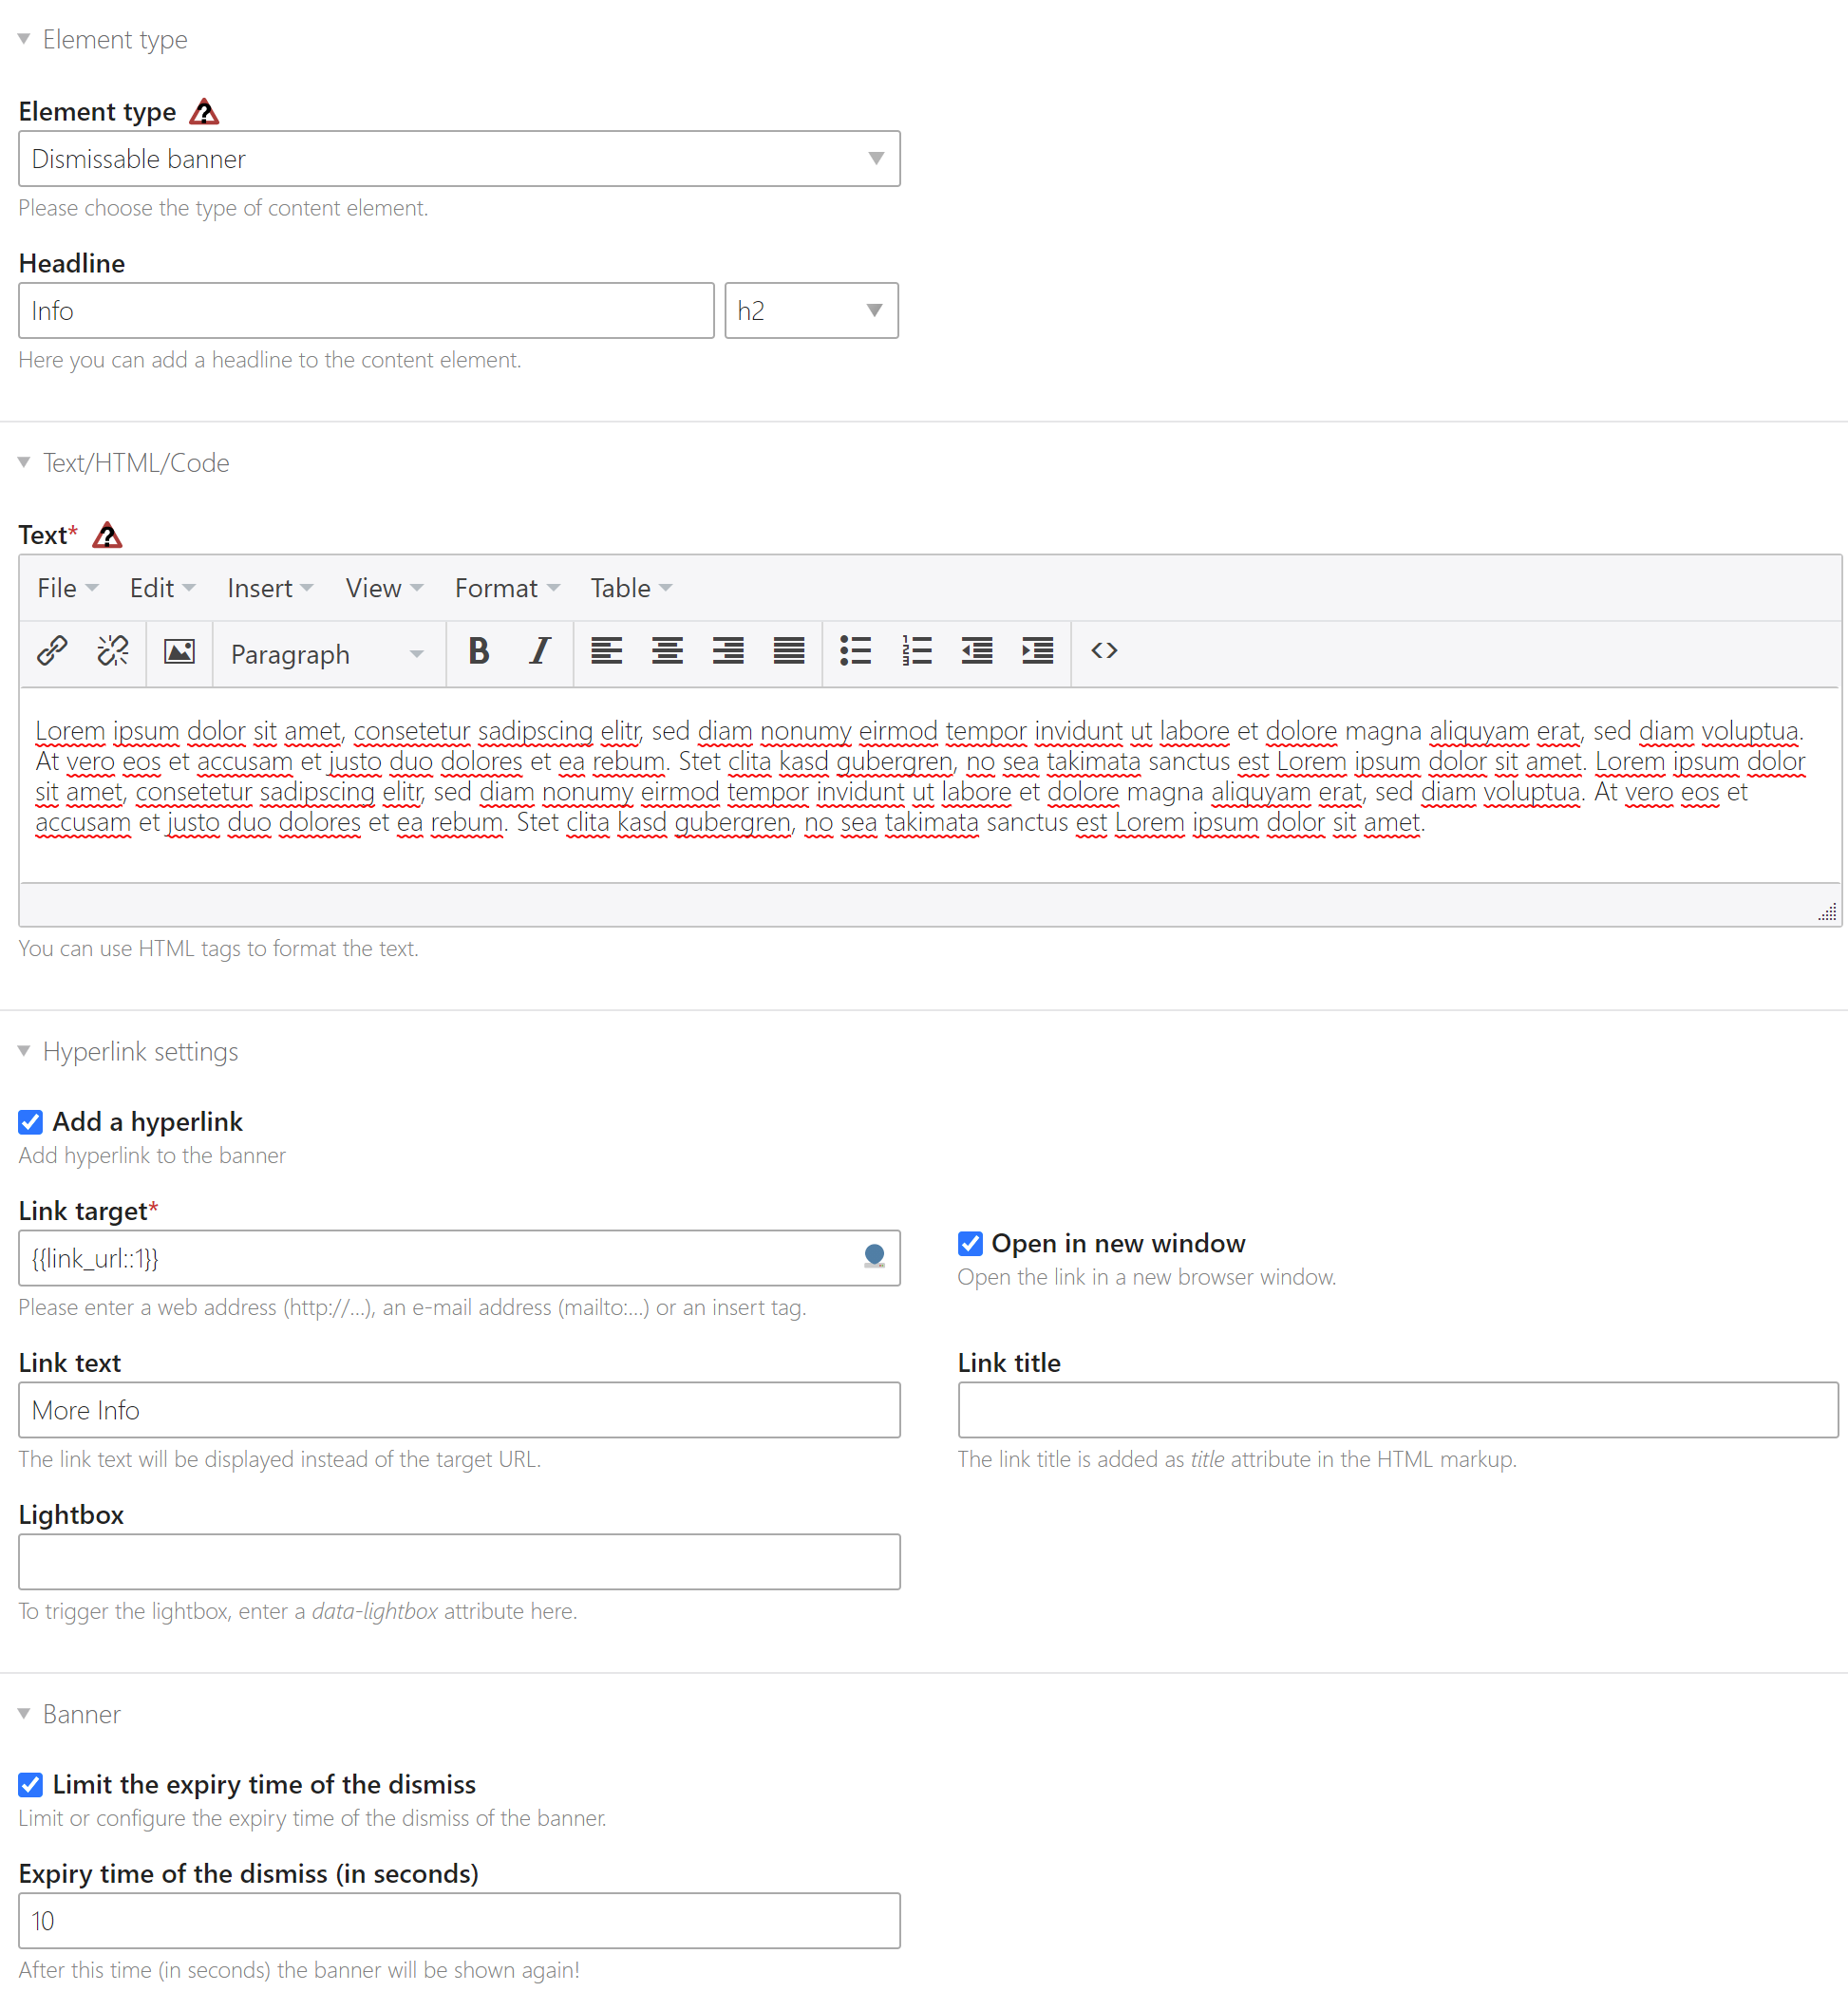 Element type
Element type
Dismissable banner
Please choose the type of content element.
Headline
Info
h2
Here you can add a headline to the content element.
Text/HTML/Code
Text*
File Edit Insert View Format Table
Paragraph B I
Lorem ipsum dolor sit amet, consetetur sadipscing elitr, sed diam nonumy eirmod tempor invidunt ut labore et dolore magna aliquyam erat, sed diam voluptua.
At vero eos et accusam et justo duo dolores et ea rebum. Stet clita kasd gubergren, no sea takimata sanctus est Lorem ipsum dolor sit amet. Lorem ipsum dolor
sit amet, consetetur sadipscing elitr, sed diam nonumy eirmod tempor invidunt ut labore et dolore magna aliquyam erat, sed diam voluptua. At vero eos et
accusam et justo duo dolores et ea rebum. Stet clita kasd gubergren, no sea takimata sanctus est Lorem ipsum dolor sit amet.
You can use HTML tags to format the text.
Hyperlink settings
Add a hyperlink
Add hyperlink to the banner
Link target*
{{link_url::1}}
Please enter a web address (http://...), an e-mail address (mailto:...) or an insert tag.
Open in new window
Open the link in a new browser window.
Link text
More Info
The link text will be displayed instead of the target URL.
Link title
The link title is added as title attribute in the HTML markup.
Lightbox
To trigger the lightbox, enter a data-lightbox attribute here.
Banner
Limit the expiry time of the dismiss
Limit or configure the expiry time of the dismiss of the banner.
Expiry time of the dismiss (in seconds)
10
After this time (in seconds) the banner will be shown again!